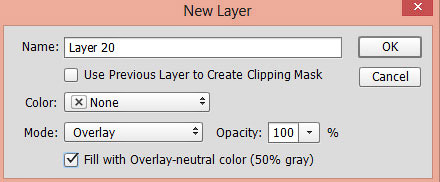 New Layer
Name: Layer 20 OK
Use Previous Layer to Create Clipping Mask Cancel
Color: None
Mode: Overlay Opacity: 100 %
Fill with Overlay-neutral color (50% gray)